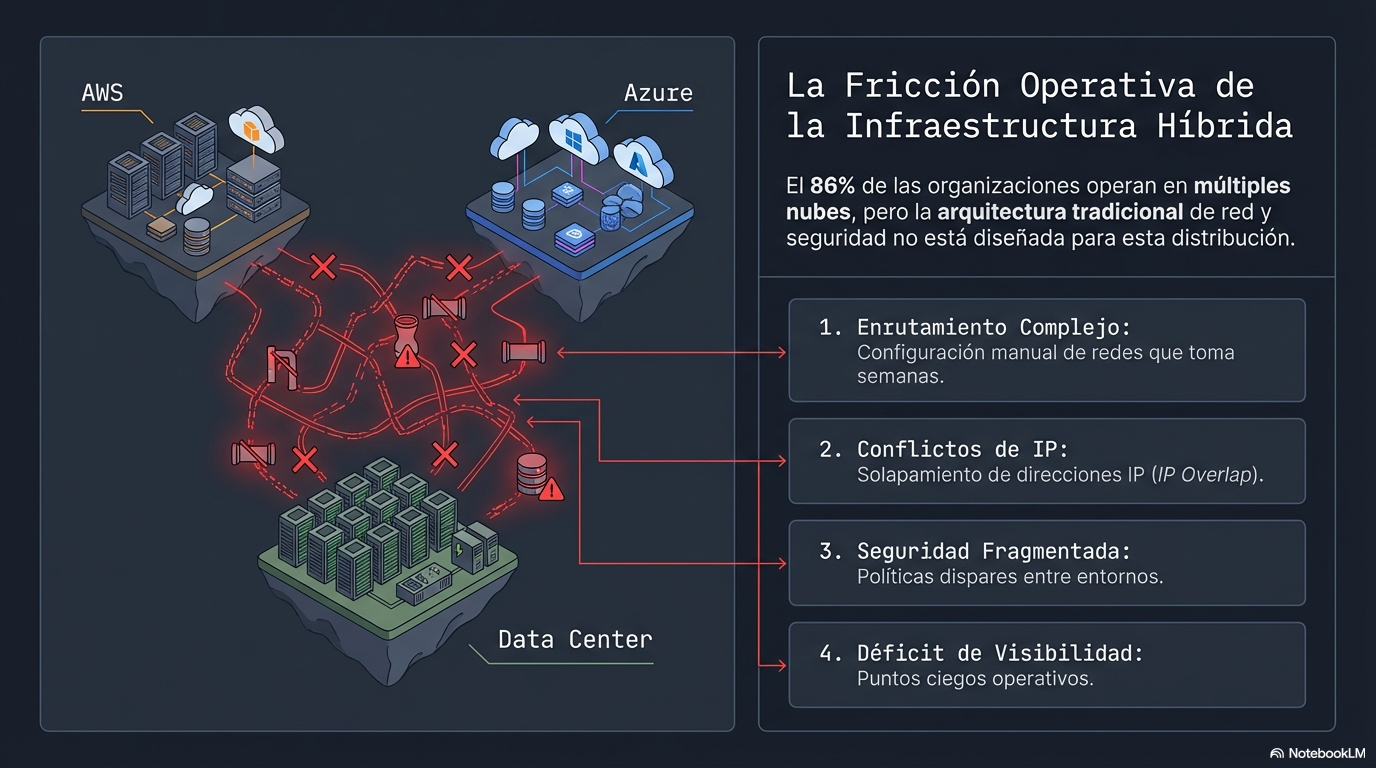 AWS
Azure
Data Center
La Fricción Operativa de
la Infraestructura Híbrida
El 86% de las organizaciones operan en múltiples
nubes, pero la arquitectura tradicional de red y
seguridad no está diseñada para esta distribución.
1. Enrutamiento Complejo:
Configuración manual de redes que toma
semanas.
2. Conflictos de IP:
Solapamiento de direcciones IP (IP Overlap).
3. Seguridad Fragmentada:
Políticas dispares entre entornos.
4. Déficit de Visibilidad:
Puntos ciegos operativos.
NotebookLM